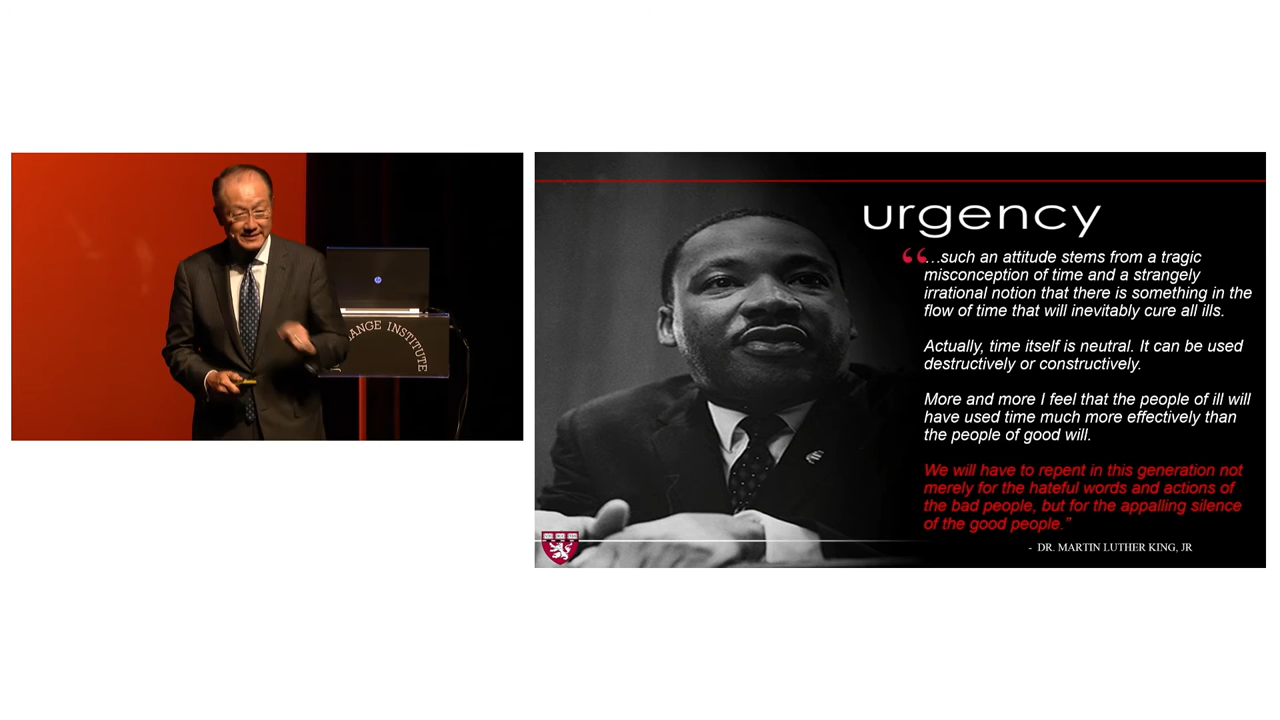 ANGE INSTITUTE
urgency
“…such an attitude stems from a tragic
misconception of time and a strangely
irrational notion that there is something in the
flow of time that will inevitably cure all ills.
Actually, time itself is neutral. It can be used
destructively or constructively.
More and more I feel that the people of ill will
have used time much more effectively than
the people of good will.
We will have to repent in this generation not
merely for the hateful words and actions of
the bad people, but for the appalling silence
of the good people.”
- DR. MARTIN LUTHER KING, JR